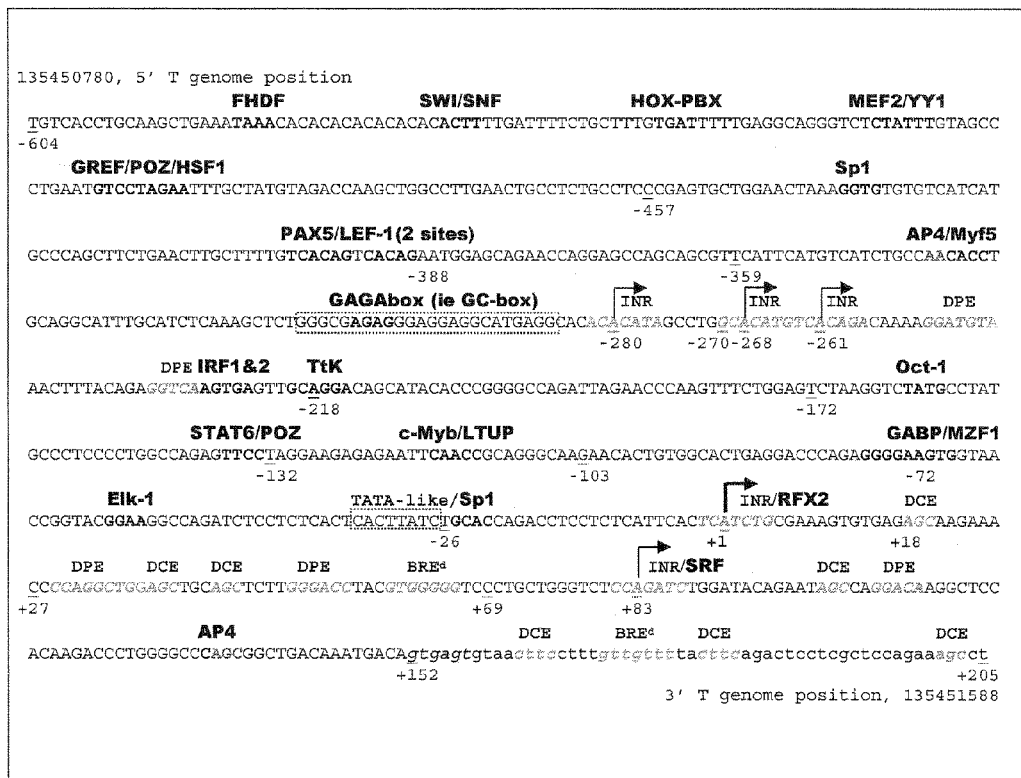 135450780, 5' T genome position
FHDF SWI/SNF HOX-PBX MEF2/YY1
TGTCACCTGCAAGCTGAAATAAACACACACACACACACACTTTTGATTTTCTGCTTTGTGATTTTTGAGGCAGGGTCTCTATTTGTAGCC
-604
GREF/POZ/HSF1 Sp1
CTGAATGTCCTAGAATTTGCTATGTAGACCAAGCTGGCCTTGAACTGCCTCTGCCTCCCGAGTGCTGGAACTAAAGGTGTGTGTCATCAT
-457
PAX5/LEF-1(2 sites) AP4/Myf5
GCCCAGCTTCTGAACTTGCTTTTGTCACAGTCACAGAATGGAGCAGAACCAGGAGCCAGCAGCGTTCATTCATGTCATCTGCCAACACCT
-388 -359
GAGAbox (ie GC-box) INR INR INR DPE
GCAGGCATTTGCATCTCAAAGCTCTGGGCGAGAGGGAGGAGGCATGAGGCACACACATAGCCTGGCACATGTCACAGACAAAAGGATGTA
-280 -270 -268 -261
DPE IRF1&2 TtK Oct-1
AACTTTACAGAGGTCAAGTGAGTTGCAGGACAGCATACACCCGGGGCCAGATTAGAACCCAAGTTTCTGGAGTCTAAGGTCTATGCCTAT
-218 -172
STAT6/POZ c-Myb/LTUP GABP/MZF1
GCCCTCCCCTGGCCAGAGTTCCTAGGAAGAGAGAATTCAACCGCAGGGCAAGAACACTGTGGCACTGAGGACCCAGAGGGGAAGTGGTAA
-132 -103 -72
Elk-1 TATA-like/Sp1 INR/RFX2 DCE
CCGGTACGGAAGGCCAGATCTCCTCTCACTCACTTATCTGCACCAGACCTCCTCTCATTCACTCATCTGCGAAAGTGTGAGAGCAAGAAA
-26 +1 +18
DPE DCE DCE DPE BREᵈ INR/SRF DCE DPE
CCCCAGGCTGGAGCTGCAGCTCTTGGGACCTACGTGGGGGTCCCTGCTGGGTCTCCAGATCTGGATACAGAATAGCCAGGACAAGGCTCC
+27 +69 +83
AP4 DCE BREᵈ DCE DCE
ACAAGACCCTGGGGCCCAGCGGCTGACAAATGACAgtgagtgtaacttcctttgttgttttacttccagactcctcgctccagaaagcct
+152 +205
3' T genome position, 135451588